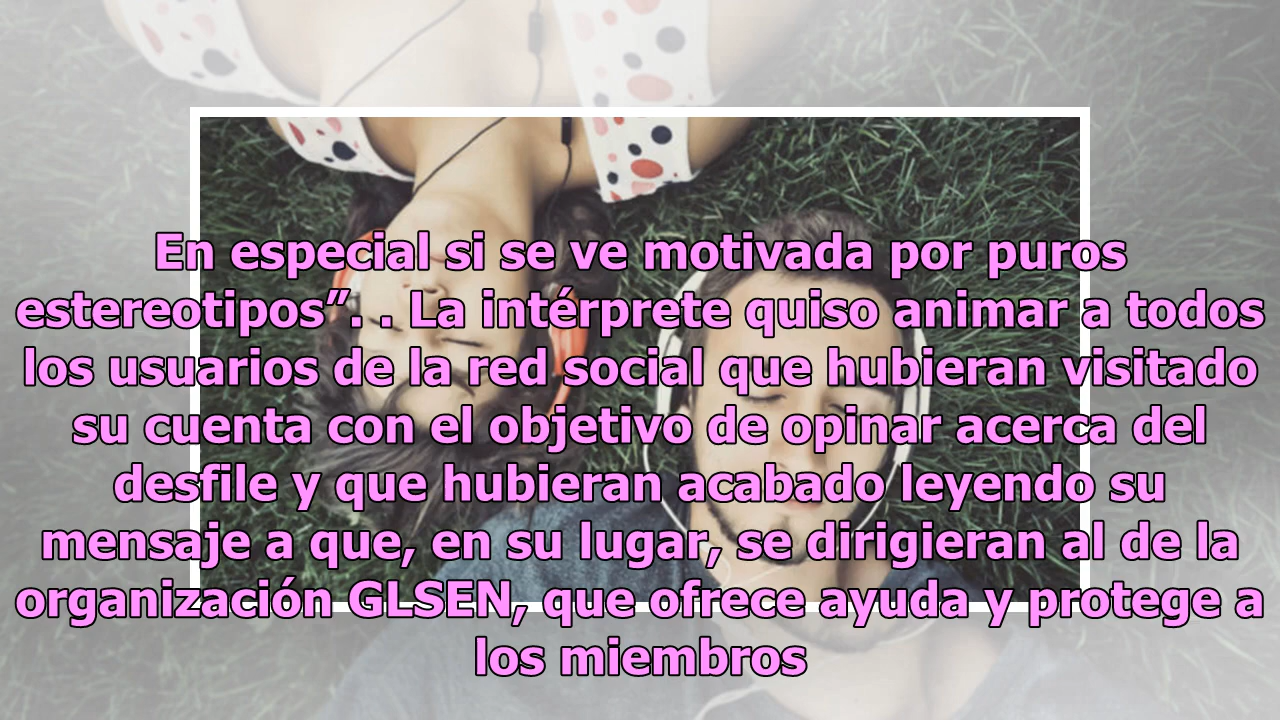 En especial si se ve motivada por puros
estereotipos”. . La intérprete quiso animar a todos
los usuarios de la red social que hubieran visitado
su cuenta con el objetivo de opinar acerca del
desfile y que hubieran acabado leyendo su
mensaje a que, en su lugar, se dirigieran al de la
organización GLSEN, que ofrece ayuda y protege a
los miembros